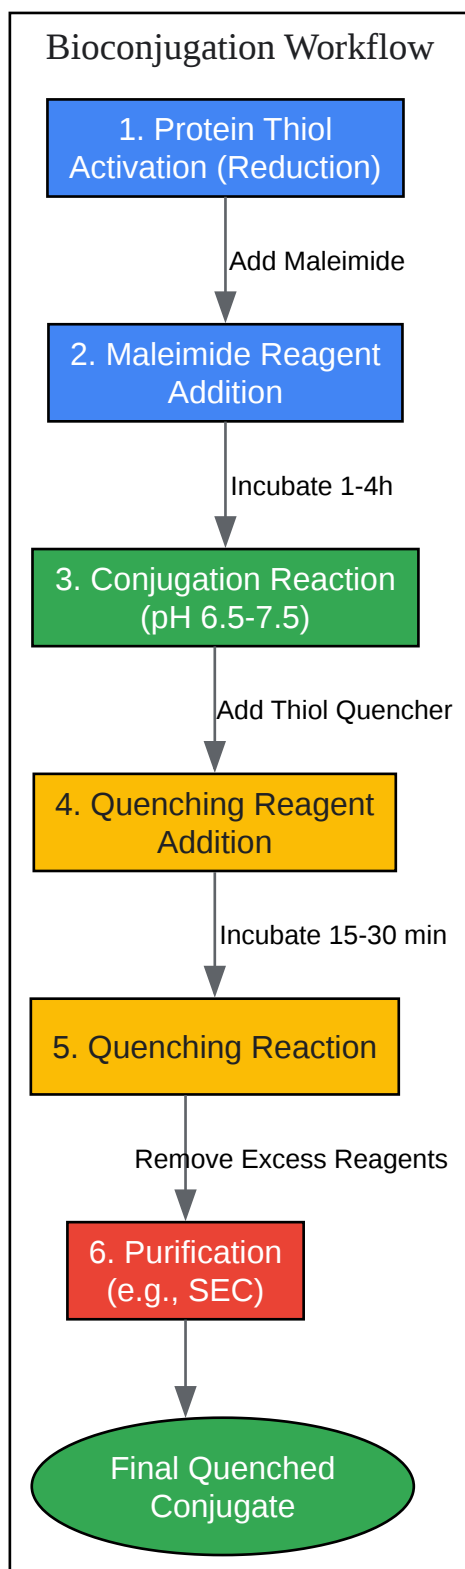 Bioconjugation Workflow
1. Protein Thiol
Activation (Reduction)
Add Maleimide
2. Maleimide Reagent
Addition
Incubate 1-4h
3. Conjugation Reaction
(pH 6.5-7.5)
Add Thiol Quencher
4. Quenching Reagent
Addition
Incubate 15-30 min
5. Quenching Reaction
Remove Excess Reagents
6. Purification
(e.g., SEC)
Final Quenched
Conjugate